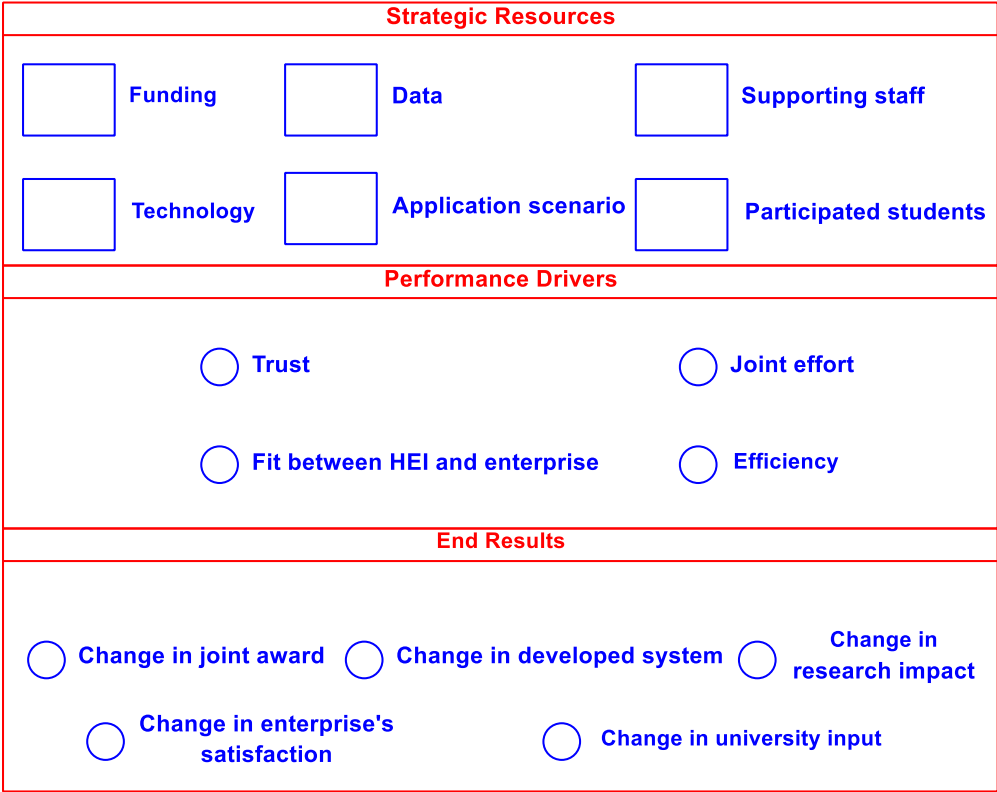 Strategic Resources
Funding
Data
Supporting staff
Technology
Application scenario
Participated students
Performance Drivers
Trust
Joint effort
Fit between HEI and enterprise
Efficiency
End Results
Change in joint award
Change in developed system
Change in
research impact
Change in enterprise's
satisfaction
Change in university input